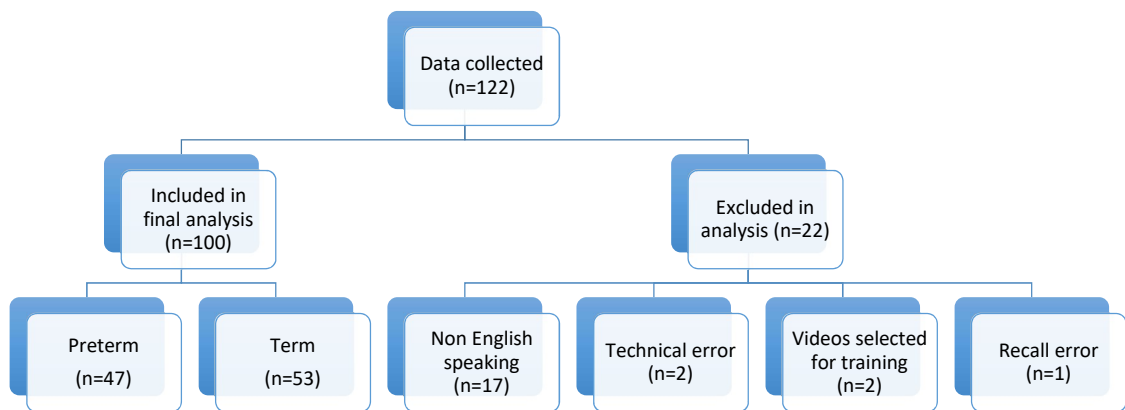 Data collected
(n=122)
Included in
final analysis
(n=100)
Excluded in
analysis (n=22)
Preterm
(n=47)
Term
(n=53)
Non English
speaking
(n=17)
Technical error
(n=2)
Videos selected
for training
(n=2)
Recall error
(n=1)